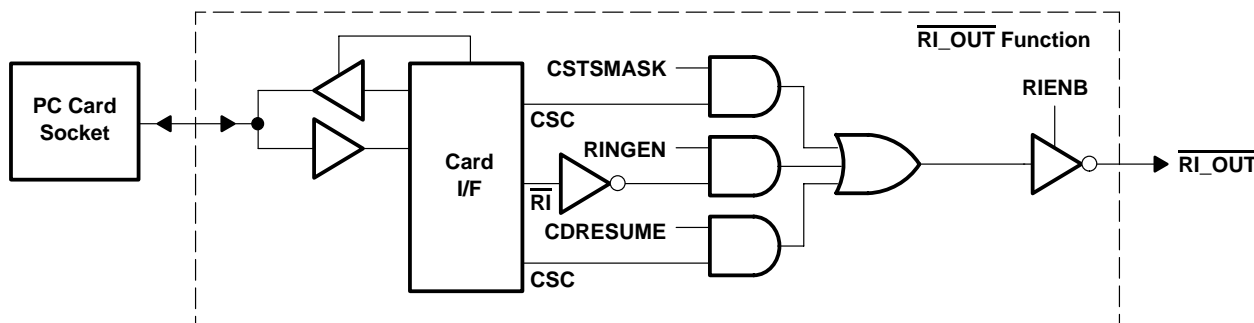 RI_OUT Function
PC Card
Socket
Card
I/F
CSTSMASK
CSC
RINGEN
RI
CDRESUME
CSC
RIENB
RI_OUT